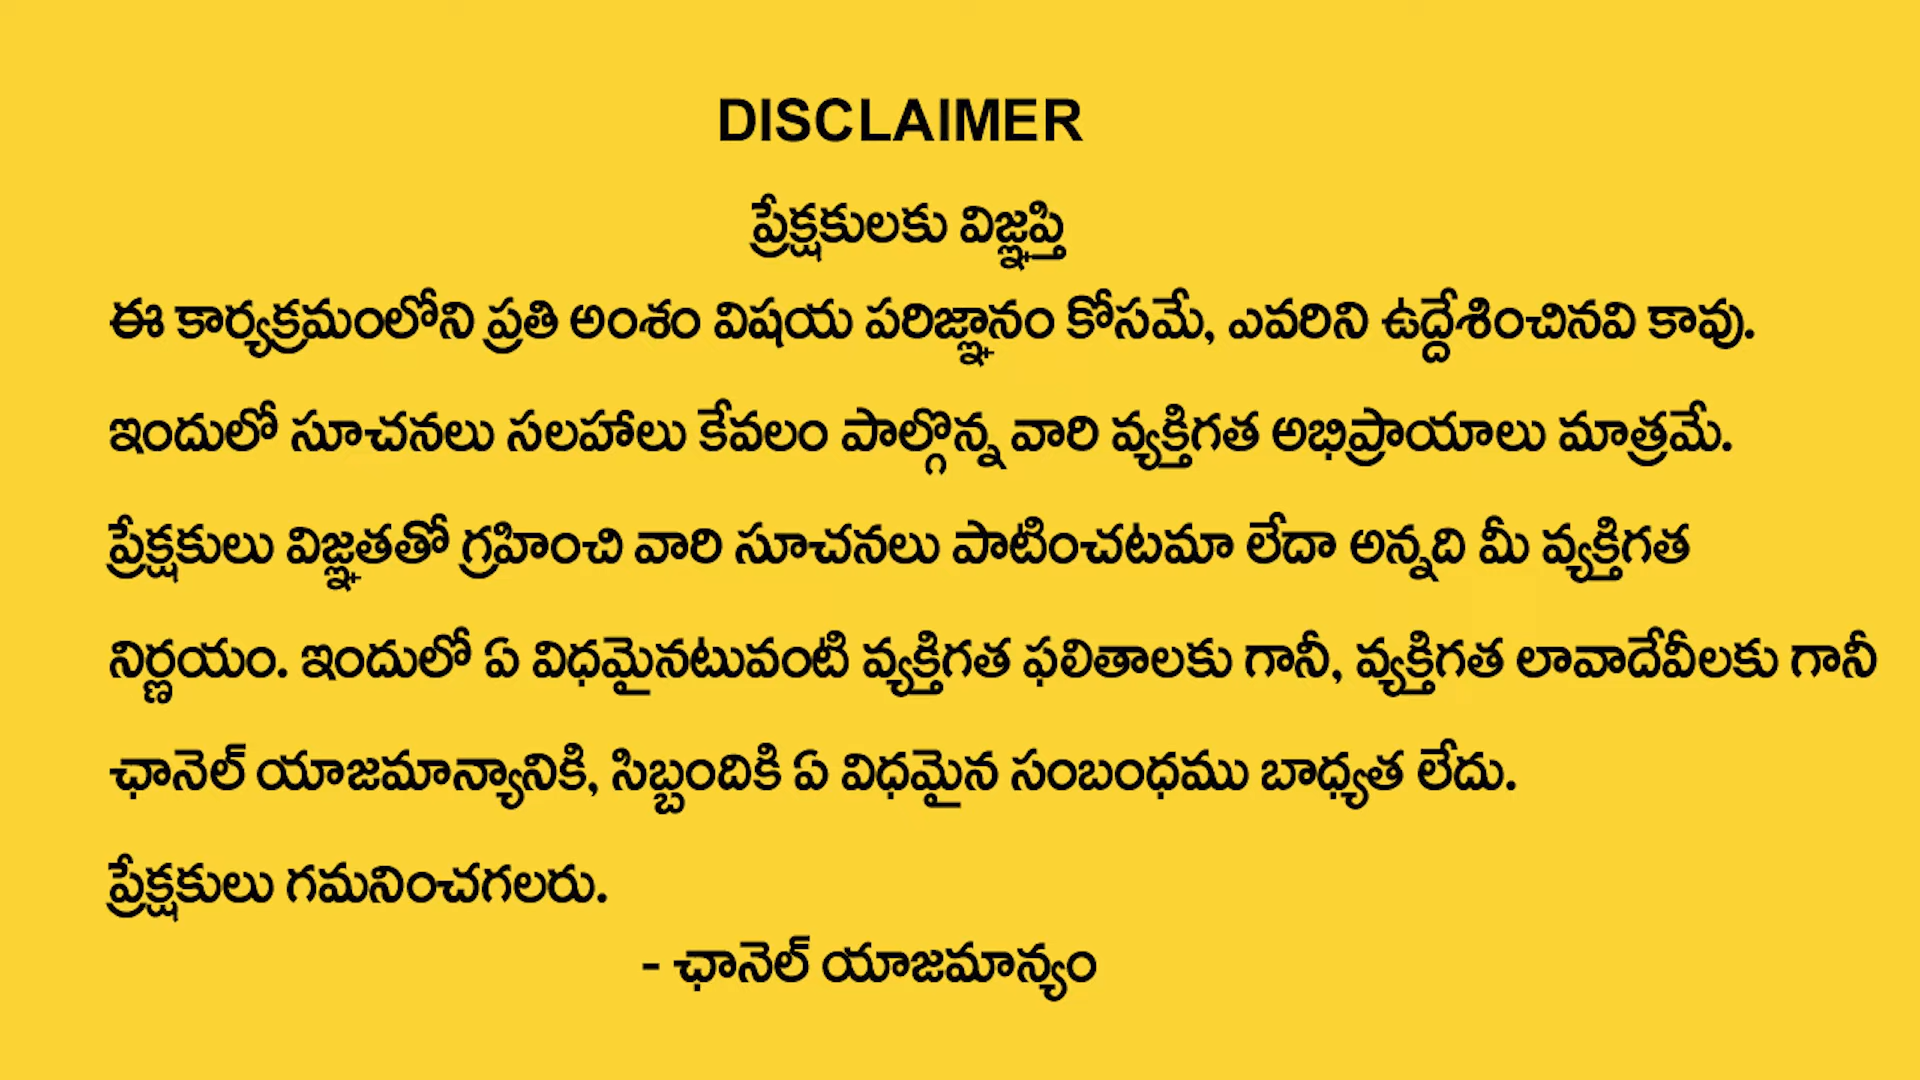 DISCLAIMER
ప్రేక్షకులకు విజ్ఞప్తి
ఈ కార్యక్రమంలోని ప్రతి అంశం విషయ పరిజ్ఞానం కోసమే, ఎవరిని ఉద్దేశించినవి కావు.
ఇందులో సూచనలు సలహాలు కేవలం పాల్గొన్న వారి వ్యక్తిగత అభిప్రాయాలు మాత్రమే.
ప్రేక్షకులు విజ్ఞతతో గ్రహించి వారి సూచనలు పాటించటమా లేదా అన్నది మీ వ్యక్తిగత
నిర్ణయం. ఇందులో ఏ విధమైనటువంటి వ్యక్తిగత ఫలితాలకు గానీ, వ్యక్తిగత లావాదేవీలకు గానీ
ఛానెల్ యాజమాన్యానికి, సిబ్బందికి ఏ విధమైన సంబంధము బాధ్యత లేదు.
ప్రేక్షకులు గమనించగలరు.
- ఛానెల్ యాజమాన్యం